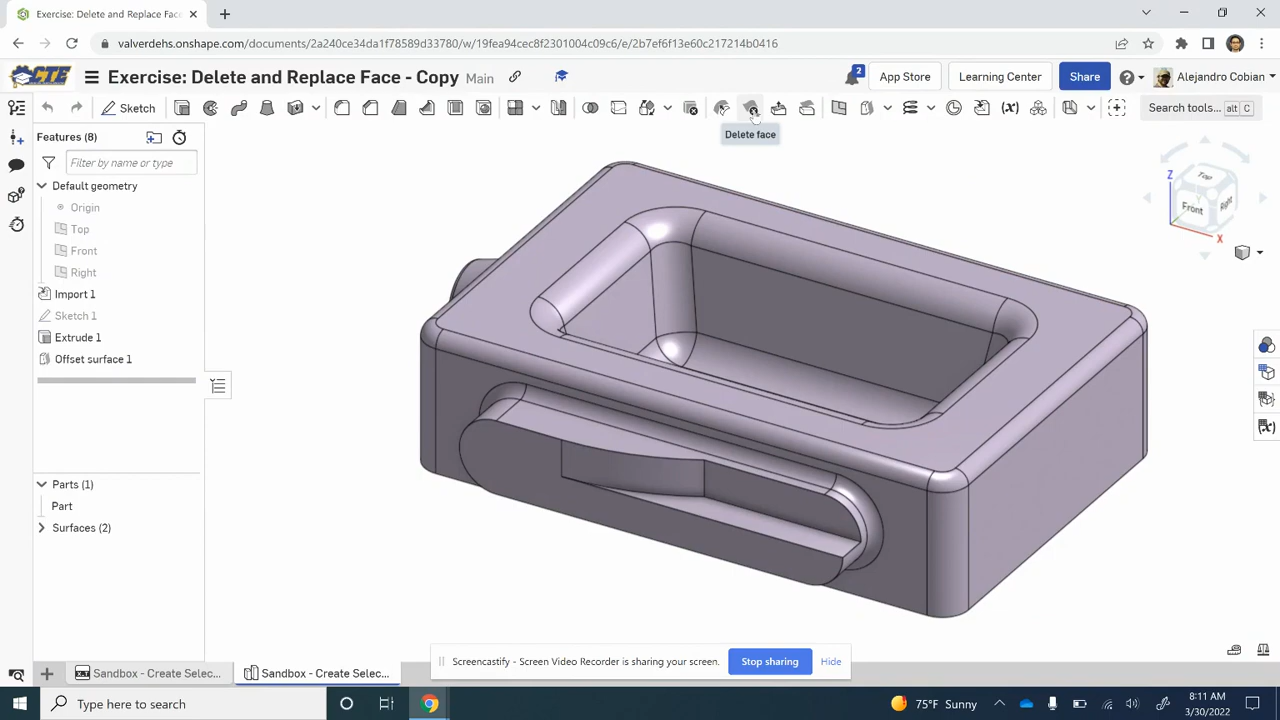 Exercise: Delete and Replace Face
valverdehs.onshape.com/documents/2a240ce34da1f78589d33780/w/19fea94cec8f2301004c09c6/e/2b7ef6f13e60c217214b0416
CTE
Exercise: Delete and Replace Face - Copy Main
2
App Store
Learning Center
Share
Alejandro Cobian
Sketch
Search tools... alt C
Delete face
Features (8)
Filter by name or type
Default geometry
Origin
Top
Front
Right
Import 1
Sketch 1
Extrude 1
Offset surface 1
Parts (1)
Part
Surfaces (2)
Z
Top
Front
Right
X
Screencastify - Screen Video Recorder is sharing your screen.
Stop sharing
Hide
Sandbox - Create Selec...
Sandbox - Create Selec...
Type here to search
75°F Sunny
8:11 AM
3/30/2022